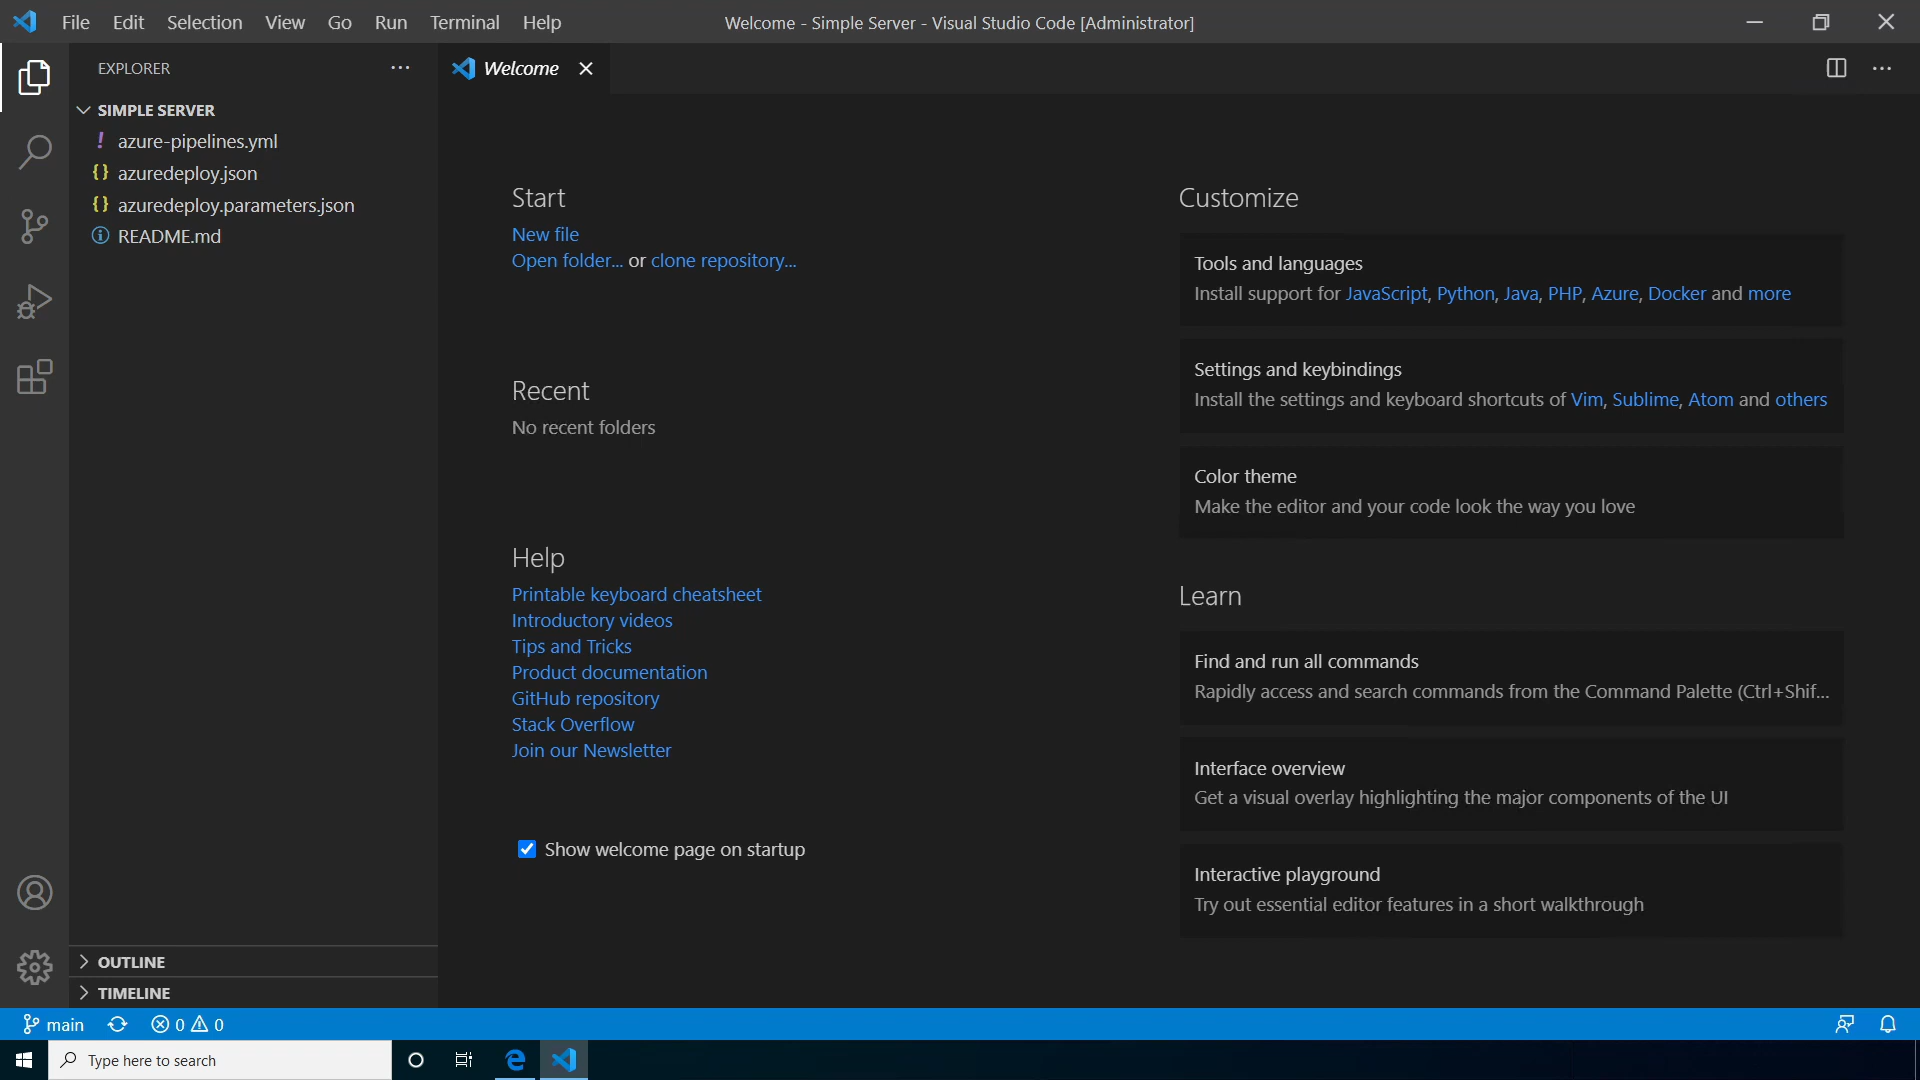 File Edit Selection View Go Run Terminal Help
Welcome - Simple Server - Visual Studio Code [Administrator]
EXPLORER
Welcome
SIMPLE SERVER
azure-pipelines.yml
azuredeploy.json
azuredeploy.parameters.json
README.md
Start
New file
Open folder... or clone repository...
Recent
No recent folders
Help
Printable keyboard cheatsheet
Introductory videos
Tips and Tricks
Product documentation
GitHub repository
Stack Overflow
Join our Newsletter
Show welcome page on startup
Customize
Tools and languages
Install support for JavaScript, Python, Java, PHP, Azure, Docker and more
Settings and keybindings
Install the settings and keyboard shortcuts of Vim, Sublime, Atom and others
Color theme
Make the editor and your code look the way you love
Learn
Find and run all commands
Rapidly access and search commands from the Command Palette (Ctrl+Shif...
Interface overview
Get a visual overlay highlighting the major components of the UI
Interactive playground
Try out essential editor features in a short walkthrough
OUTLINE
TIMELINE
main 0 0
Type here to search